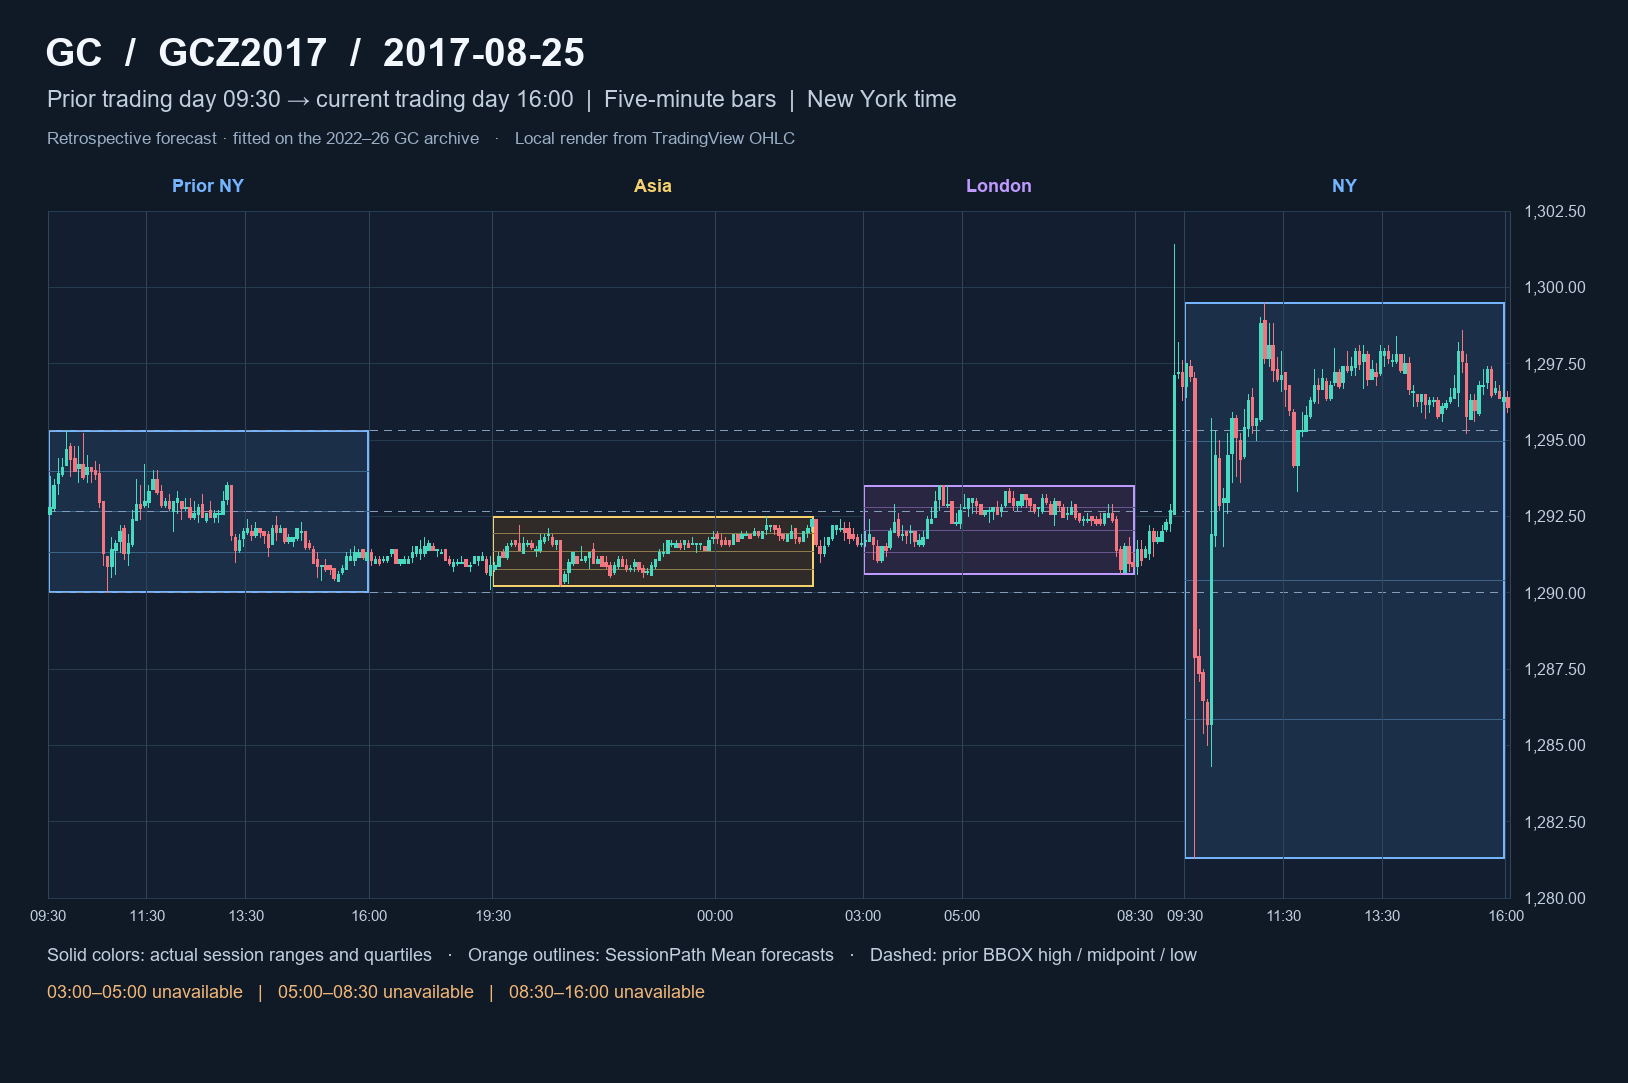 GC / GCZ2017 / 2017-08-25
Prior trading day 09:30 → current trading day 16:00 | Five-minute bars | New York time
Retrospective forecast · fitted on the 2022–26 GC archive · Local render from TradingView OHLC
Prior NY Asia London NY
1,302.50
1,300.00
1,297.50
1,295.00
1,292.50
1,290.00
1,287.50
1,285.00
1,282.50
1,280.00
09:30 11:30 13:30 16:00 19:30 00:00 03:00 05:00 08:30 09:30 11:30 13:30 16:00
Solid colors: actual session ranges and quartiles · Orange outlines: SessionPath Mean forecasts · Dashed: prior BBOX high / midpoint / low
03:00–05:00 unavailable | 05:00–08:30 unavailable | 08:30–16:00 unavailable